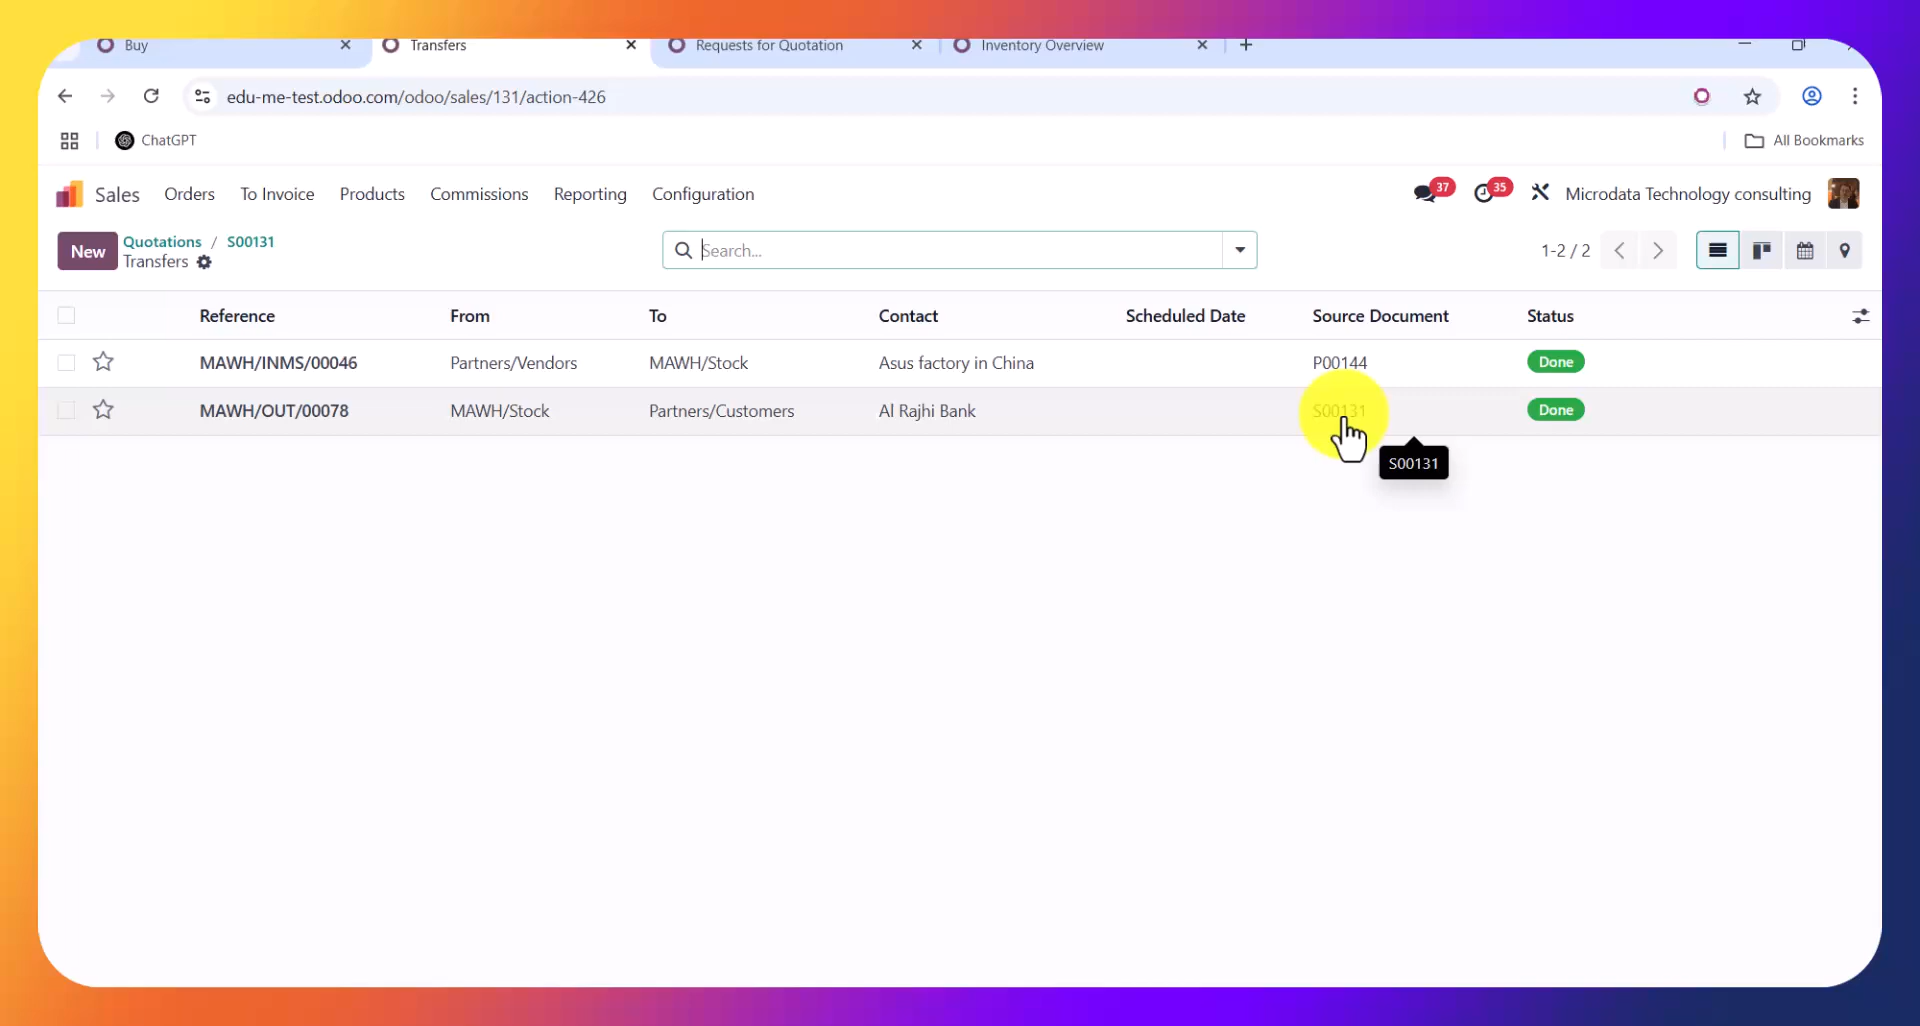 Buy
Transfers
Requests for Quotation
Inventory Overview
edu-me-test.odoo.com/odoo/sales/131/action-426
ChatGPT
All Bookmarks
Sales Orders To Invoice Products Commissions Reporting Configuration
37
35
Microdata Technology consulting
New
Quotations / S00131
Transfers
Search...
1-2 / 2
Reference From To Contact Scheduled Date Source Document Status
MAWH/INMS/00046 Partners/Vendors MAWH/Stock Asus factory in China P00144 Done
MAWH/OUT/00078 MAWH/Stock Partners/Customers Al Rajhi Bank S00131 Done
S00131